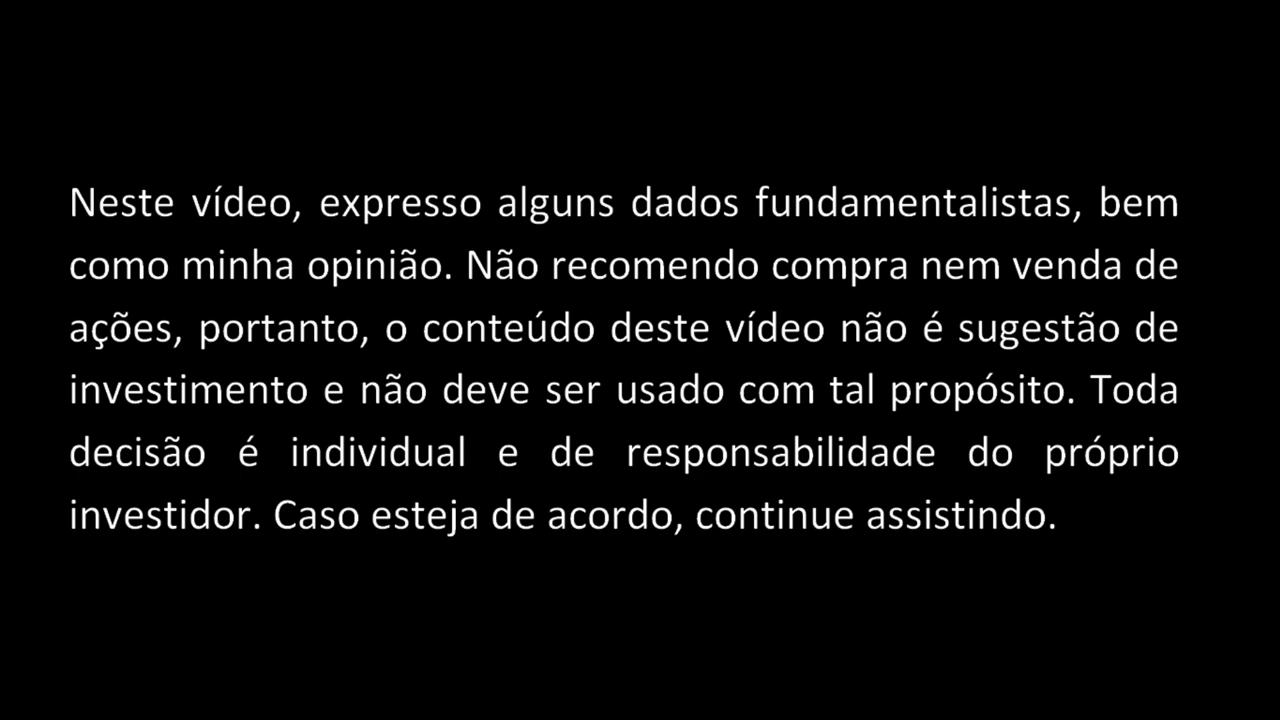 Neste vídeo, expresso alguns dados fundamentalistas, bem
como minha opinião. Não recomendo compra nem venda de
ações, portanto, o conteúdo deste vídeo não é sugestão de
investimento e não deve ser usado com tal propósito. Toda
decisão é individual e de responsabilidade do próprio
investidor. Caso esteja de acordo, continue assistindo.